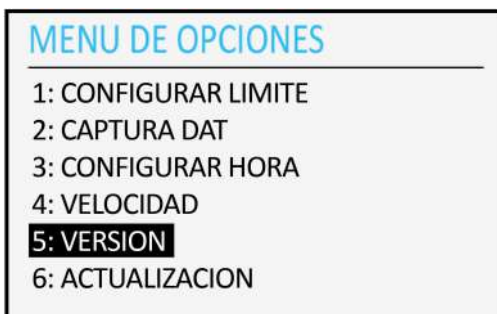 MENU DE OPCIONES
1: CONFIGURAR LIMITE
2: CAPTURA DAT
3: CONFIGURAR HORA
4: VELOCIDAD
5: VERSION
6: ACTUALIZACION